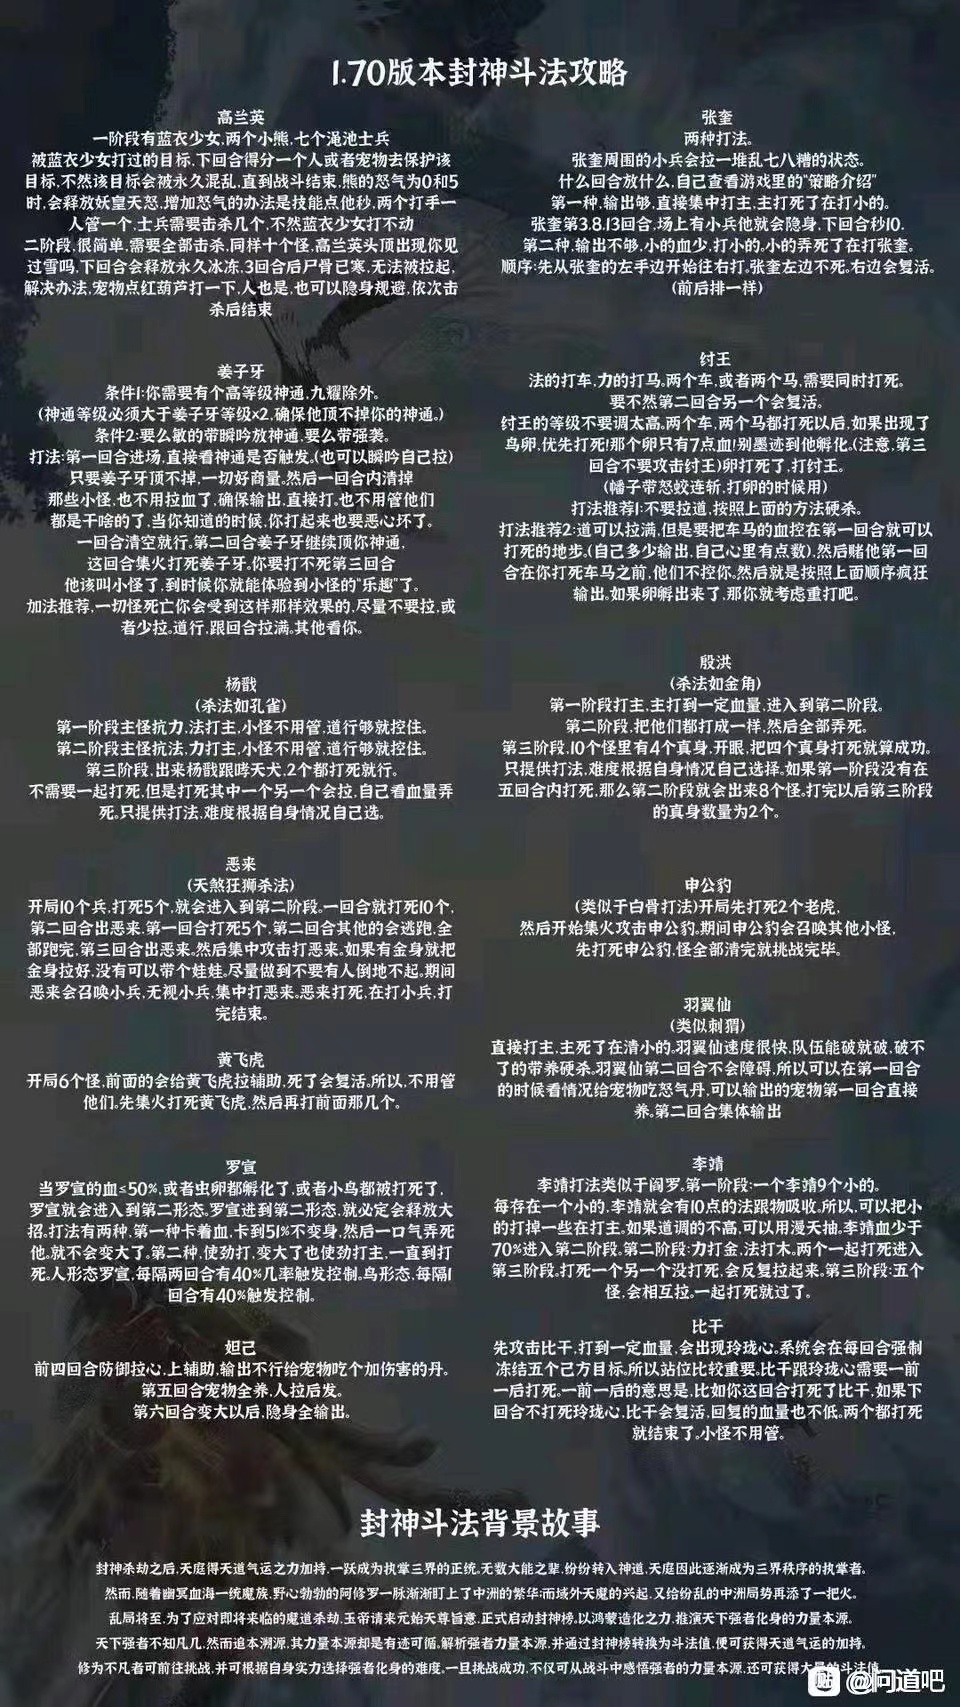 1.70版本封神斗法攻略
高兰英
一阶段有蓝衣少女,两个小熊,七个渑池士兵
被蓝衣少女打过的目标,下回合得分一个人或者宠物去保护该
目标,不然该目标会被永久混乱,直到战斗结束,熊的怒气为0和5
时,会释放妖皇天怒,增加怒气的办法是技能点他秒,两个打手一
人管一个,士兵需要击杀几个,不然蓝衣少女打不动
二阶段,很简单,需要全部击杀,同样十个怪,高兰英头顶出现你见
过雪吗,下回合会释放永久冰冻,3回合后尸骨已寒,无法被拉起,
解决办法,宠物点红葫芦打一下,人也是,也可以隐身规避,依次击
杀后结束
姜子牙
条件1:你需要有个高等级神通,九耀除外。
(神通等级必须大于姜子牙等级x2,确保他顶不掉你的神通。)
条件2:要么敏的带瞬吟放神通,要么带强袭。
打法:第一回合进场,直接看神通是否触发。(也可以瞬吟自己拉)
只要姜子牙顶不掉,一切好商量。然后一回合内清掉
那些小怪,也不用拉血了,确保输出,直接打,也不用管他们
都是干啥的了,当你知道的时候,你打起来也要恶心坏了。
一回合清空就行。第二回合姜子牙继续顶你神通,
这回合集火打死姜子牙。你要打不死第三回合
他该叫小怪了,到时候你就能体验到小怪的"乐趣"了。
加法推荐,一切怪死亡你会受到这样那样效果的,尽量不要拉,或
者少拉。道行,跟回合拉满。其他看你。
杨戬
(杀法如孔雀)
第一阶段主怪抗力,法打主,小怪不用管,道行够就控住。
第二阶段主怪抗法,力打主,小怪不用管,道行够就控住。
第三阶段,出来杨戬跟哮天犬,2个都打死就行。
不需要一起打死,但是打死其中一个另一个会拉,自己看血量弄
死。只提供打法,难度根据自身情况自己选。
恶来
(天煞狂狮杀法)
开局10个兵,打死5个,就会进入到第二阶段。一回合就打死10个,
第二回合出恶来。第一回合打死5个,第二回合其他的会逃跑,全
部跑完,第三回合出恶来。然后集中攻击打恶来。如果有金身就把
金身拉好,没有可以带个娃娃。尽量做到不要有人倒地不起。期间
恶来会召唤小兵,无视小兵,集中打恶来。恶来打死,在打小兵,打
完结束。
黄飞虎
开局6个怪,前面的会给黄飞虎拉辅助,死了会复活。所以,不用管
他们。先集火打死黄飞虎,然后再打前面那几个。
罗宣
当罗宣的血≤50%,或者虫卵都孵化了,或者小鸟都被打死了,
罗宣就会进入到第二形态。罗宣进到第二形态,就必定会释放大
招,打法有两种,第一种卡着血,卡到51%不变身,然后一口气弄死
他。就不会变大了。第二种,使劲打,变大了也使劲打主,一直到打
死。人形态罗宣,每隔两回合有40%几率触发控制。鸟形态,每隔1
回合有40%触发控制。
妲己
前四回合防御拉心,上辅助,输出不行给宠物吃个加伤害的丹。
第五回合宠物全养,人拉后发。
第六回合变大以后,隐身全输出。
张奎
两种打法。
张奎周围的小兵会拉一堆乱七八糟的状态。
什么回合放什么,自己查看游戏里的"策略介绍"
第一种,输出够,直接集中打主,主打死了在打小的。
张奎第3.8.13回合,场上有小兵他就会隐身,下回合秒10.
第二种,输出不够,小的血少,打小的。小的弄死了在打张奎。
顺序:先从张奎的左手边开始往右打。张奎左边不死。右边会复活。
(前后排一样)
纣王
法的打车,力的打马。两个车,或者两个马,需要同时打死。
要不然第二回合另一个会复活。
纣王的等级不要调太高。两个车,两个马都打死以后,如果出现了
鸟卵,优先打死!那个卵只有7点血!别墨迹到他孵化。(注意,第三
回合不要攻击纣王)卵打死了,打纣王。
(幡子带怒蛟连斩,打卵的时候用)
打法推荐1:不要拉道,按照上面的方法硬杀。
打法推荐2:道可以拉满,但是要把车马的血控在第一回合就可以
打死的地步。(自己多少输出,自己心里有点数),然后赌他第一回
合在你打死车马之前,他们不控你。然后就是按照上面顺序疯狂
输出。如果卵孵出来了,那你就考虑重打吧。
殷洪
(杀法如金角)
第一阶段打主,主打到一定血量,进入到第二阶段。
第二阶段,把他们都打成一样,然后全部弄死。
第三阶段,10个怪里有4个真身,开眼,把四个真身打死就算成功。
只提供打法,难度根据自身情况自己选择。如果第一阶段没有在
五回合内打死,那么第二阶段就会出来8个怪。打完以后第三阶段
的真身数量为2个。
申公豹
(类似于白骨打法)开局先打死2个老虎,
然后开始集火攻击申公豹。期间申公豹会召唤其他小怪,
先打死申公豹,怪全部清完就挑战完毕。
羽翼仙
(类似刺猬)
直接打主,主死了在清小的。羽翼仙速度很快,队伍能破就破,破不
了的带养硬杀。羽翼仙第二回合不会障碍,所以可以在第一回合
的时候看情况给宠物吃怒气丹,可以输出的宠物第一回合直接
养。第二回合集体输出
李靖
李靖打法类似于阎罗。第一阶段:一个李靖9个小的。
每存在一个小的,李靖就会有10点的法跟物吸收。所以,可以把小
的打掉一些在打主。如果道调的不高,可以用漫天抽。李靖血少于
70%进入第二阶段。第二阶段:力打金,法打木。两个一起打死进入
第三阶段。打死一个另一个没打死,会反复拉起来。第三阶段:五个
怪,会相互拉。一起打死就过了。
比干
先攻击比干,打到一定血量,会出现玲珑心。系统会在每回合强制
冻结五个己方目标。所以站位比较重要。比干跟玲珑心需要一前
一后打死。一前一后的意思是,比如你这回合打死了比干,如果下
回合不打死玲珑心,比干会复活,回复的血量也不低。两个都打死
就结束了。小怪不用管。
封神斗法背景故事
封神杀劫之后,天庭得天道气运之力加持,一跃成为执掌三界的正统,无数大能之辈,纷纷转入神道,天庭因此逐渐成为三界秩序的执掌者。
然而,随着幽冥血海一统魔族,野心勃勃的阿修罗一脉渐渐盯上了中洲的繁华;而域外天魔的兴起,又给纷乱的中洲局势再添了一把火。
乱局将至,为了应对即将来临的魔道杀劫,玉帝请来元始天尊旨意,正式启动封神榜。以鸿蒙造化之力,推演天下强者化身的力量本源。
天下强者不知凡几,然而追本溯源,其力量本源却是有迹可循。解析强者力量本源,并通过封神榜转换为斗法值,便可获得天道气运的加持。
修为不凡者可前往挑战,并可根据自身实力选择强者化身的难度。一旦挑战成功,不仅可从战斗中感悟强者的力量本源,还可获得大量的斗法值
贴 @问道吧